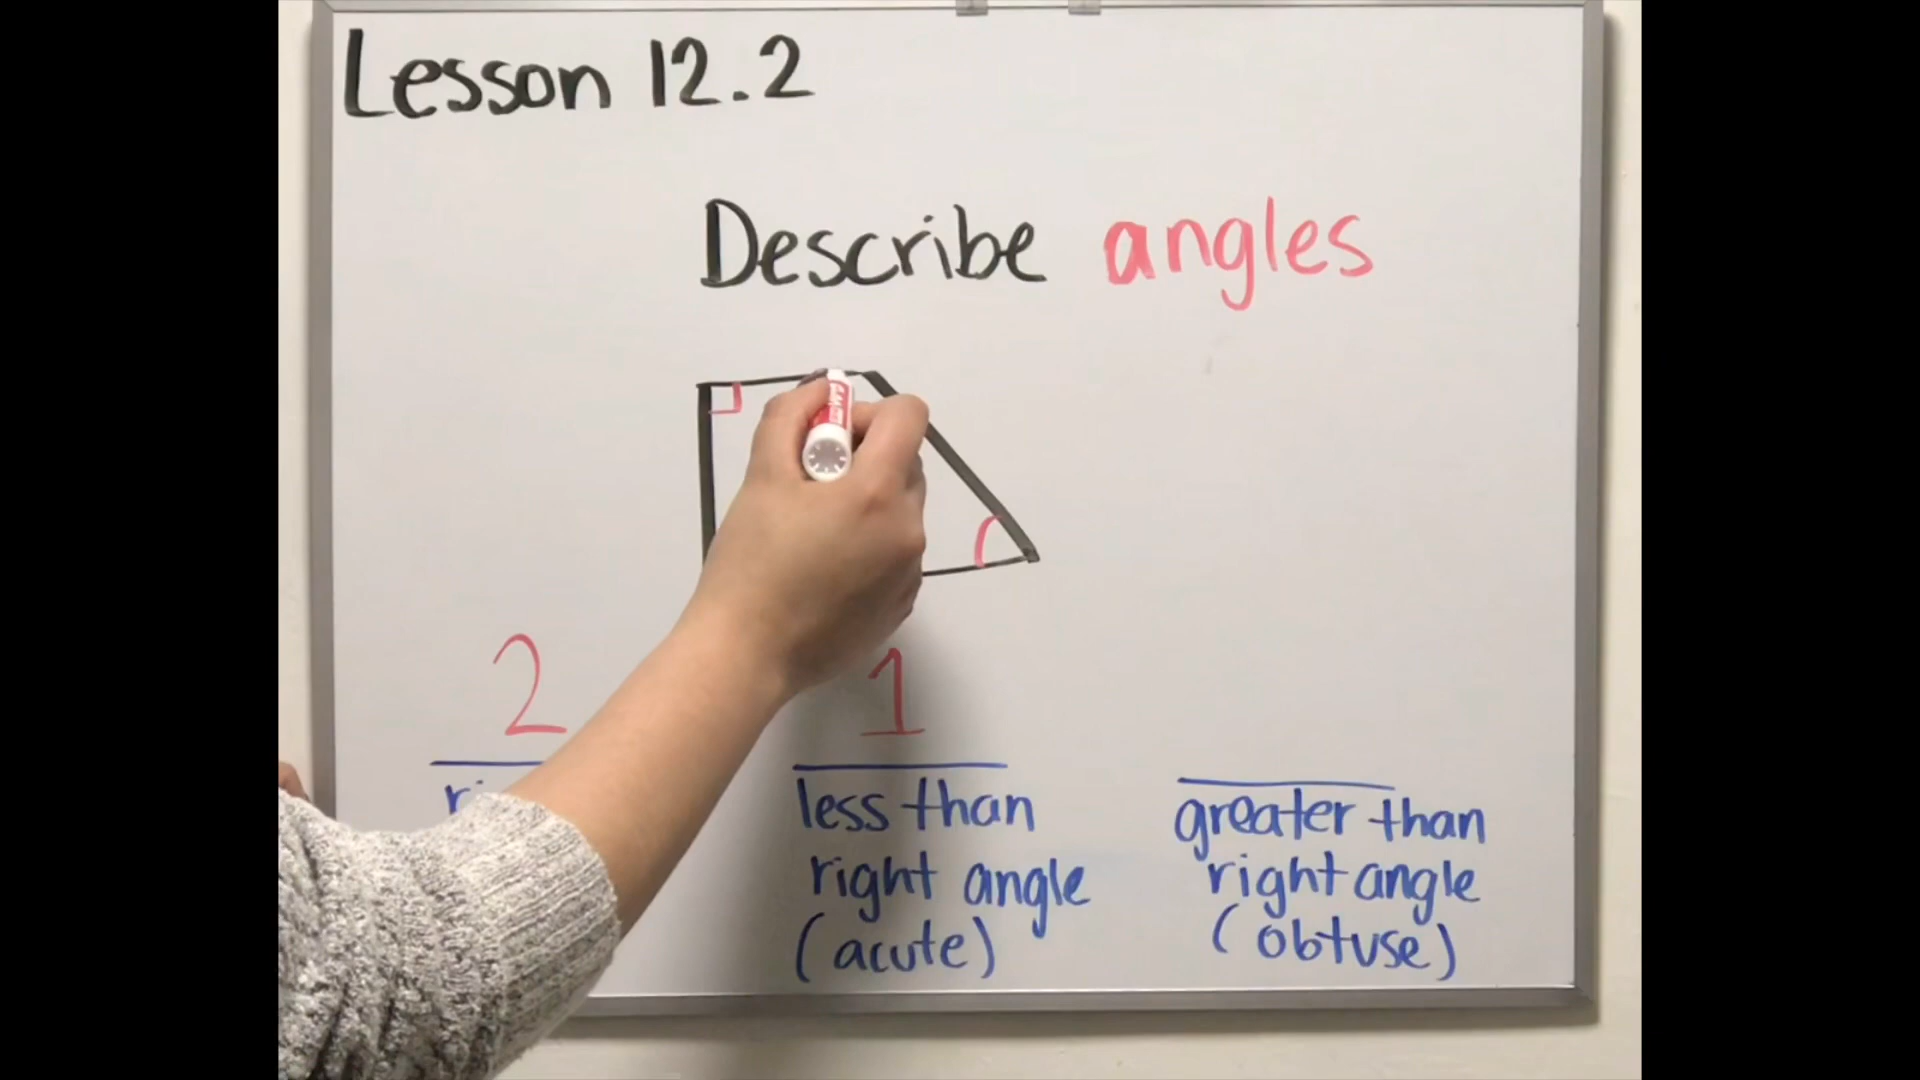 Lesson 12.2
Describe angles
2
1
less than
right angle
(acute)
greater than
right angle
(obtuse)